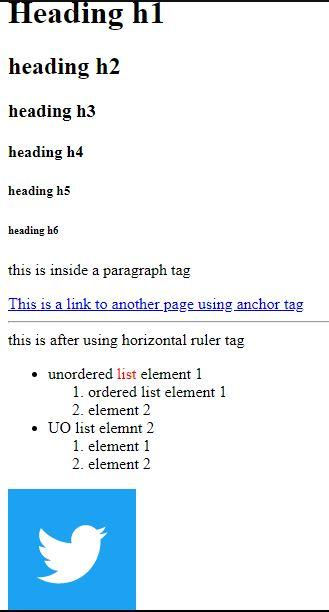 Heading h1
heading h2
heading h3
heading h4
heading h5
heading h6
this is inside a paragraph tag
This is a link to another page using anchor tag
this is after using horizontal ruler tag
unordered list element 1
1. ordered list element 1
2. element 2
UO list elemnt 2
1. element 1
2. element 2